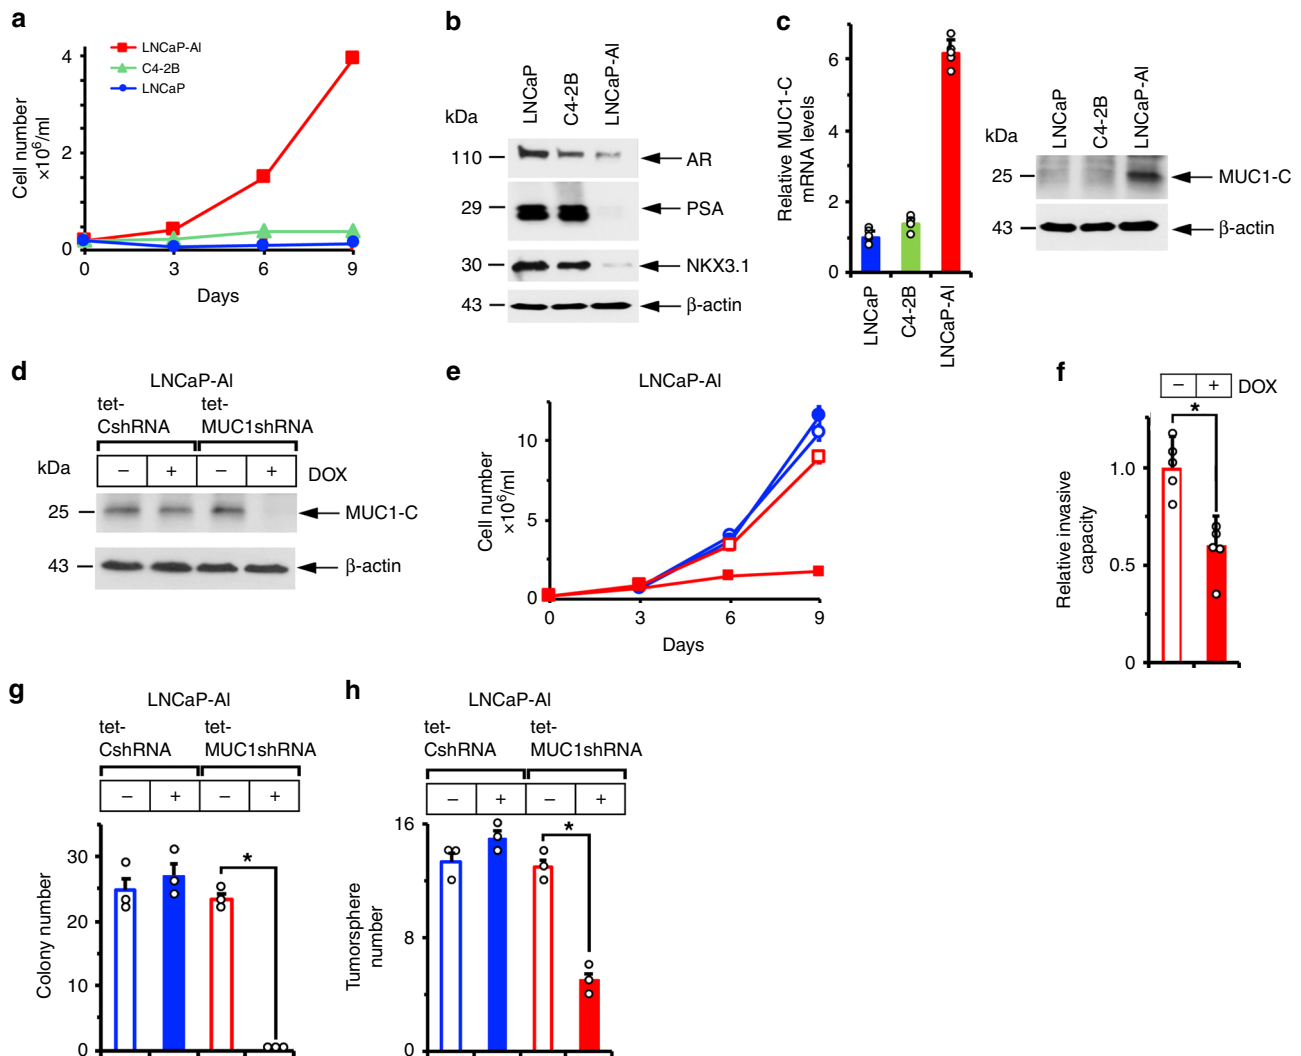 a
LNCaP-AI
C4-2B
LNCaP
4
2
0
Cell number
×10⁶/ml
0 3 6 9
Days
b
kDa
LNCaP
C4-2B
LNCaP-AI
110
AR
29
PSA
30
NKX3.1
43
β-actin
c
Relative MUC1-C
mRNA levels
6
4
2
0
LNCaP
C4-2B
LNCaP-AI
kDa
LNCaP
C4-2B
LNCaP-AI
25
MUC1-C
43
β-actin
d
LNCaP-AI
tet-
CshRNA
tet-
MUC1shRNA
kDa
– + – + DOX
25
MUC1-C
43
β-actin
e
LNCaP-AI
Cell number
×10⁶/ml
10
5
0
0 3 6 9
Days
f
– + DOX
*
Relative invasive
capacity
1.0
0.5
0
g
LNCaP-AI
tet-
CshRNA
tet-
MUC1shRNA
– + – +
*
Colony number
30
20
10
0
h
LNCaP-AI
tet-
CshRNA
tet-
MUC1shRNA
– + – +
*
Tumorsphere
number
16
8
0